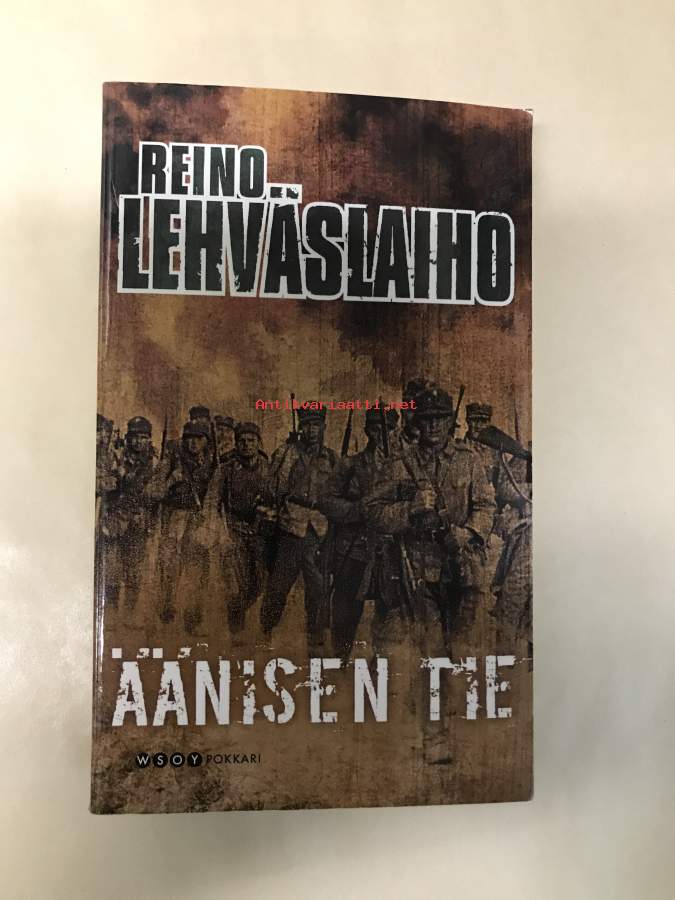 REINO
LEHVÄSLAIHO
Antikvariaatti.net
ÄÄNISEN TIE
WSOY POKKARI